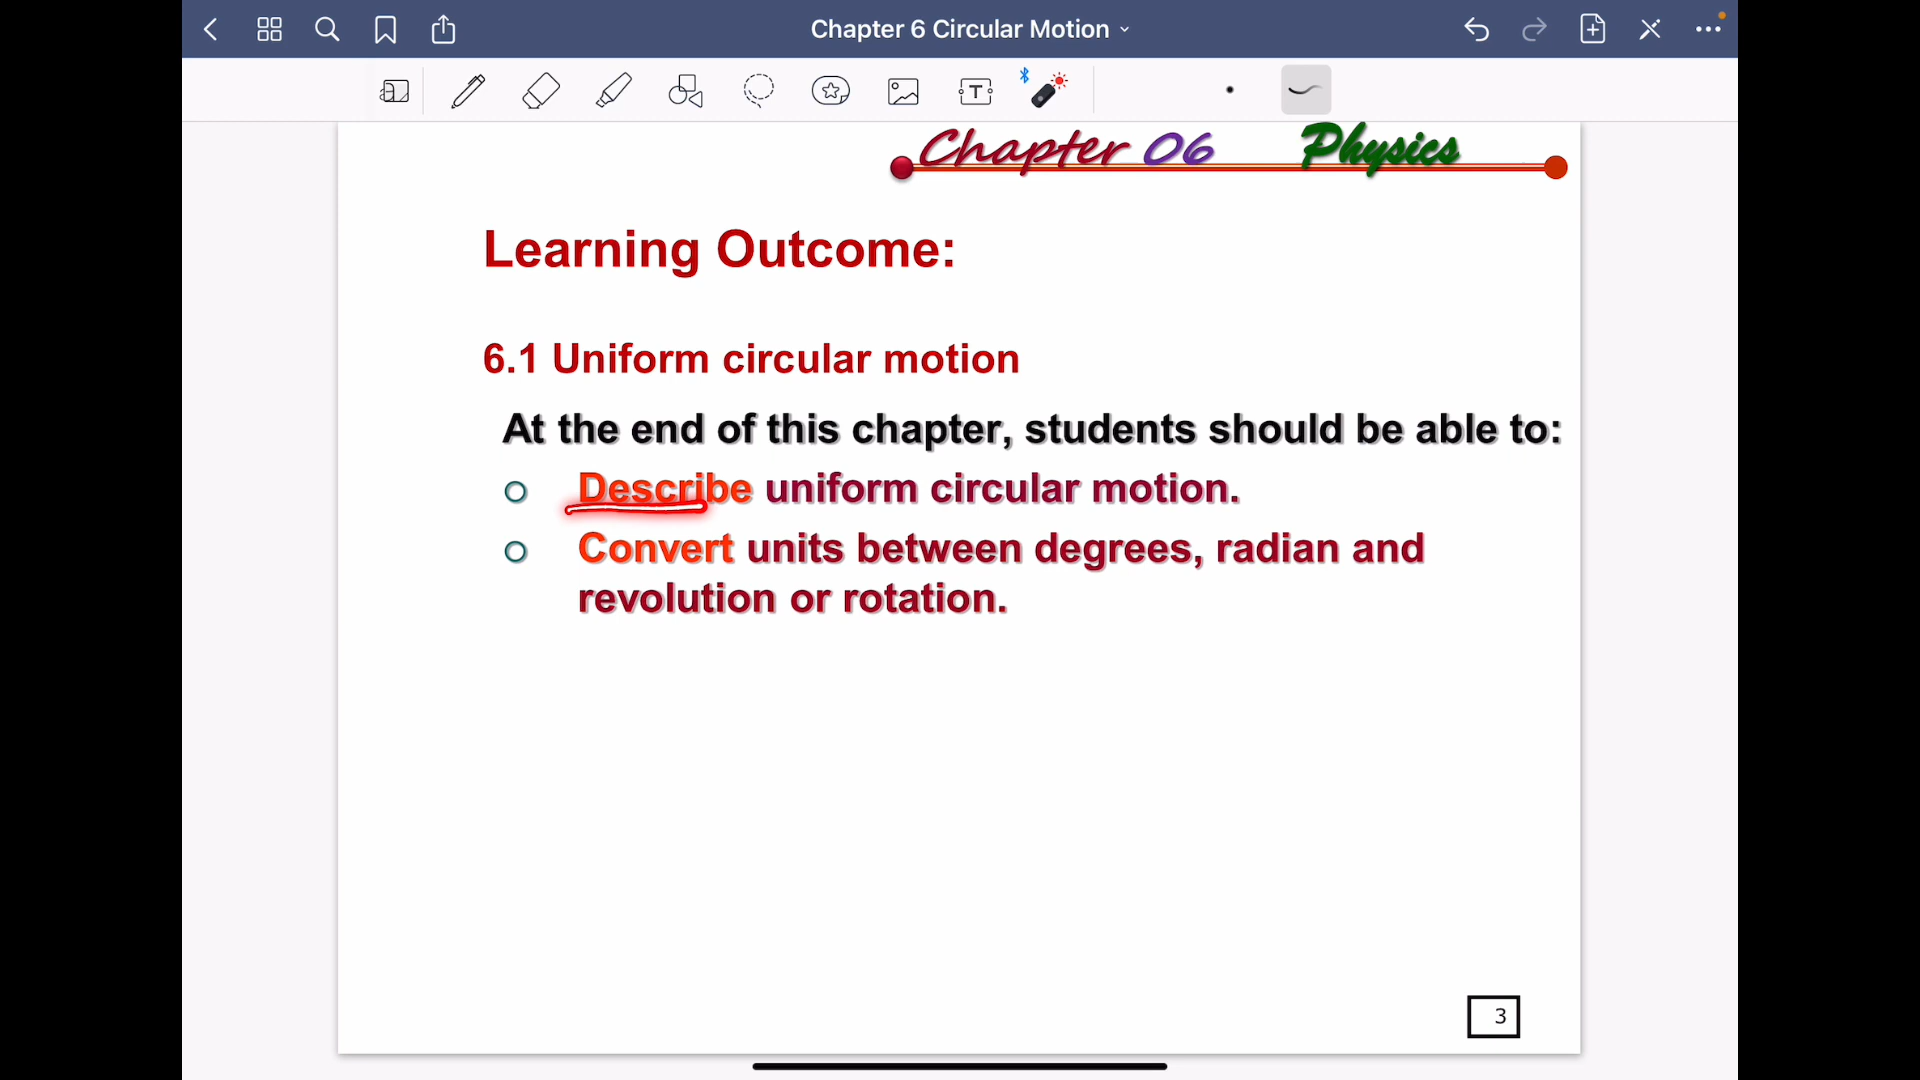 Chapter 6 Circular Motion
T
Chapter 06 Physics
Learning Outcome:
6.1 Uniform circular motion
At the end of this chapter, students should be able to:
Describe uniform circular motion.
Convert units between degrees, radian and
revolution or rotation.
3